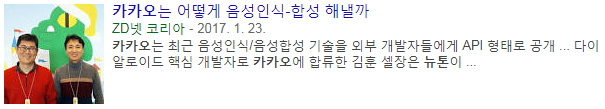 카카오는 어떻게 음성인식-합성 해낼까
ZD넷 코리아 - 2017. 1. 23.
카카오는 최근 음성인식/음성합성 기술을 외부 개발자들에게 API 형태로 공개 ... 다이
알로이드 핵심 개발자로 카카오에 합류한 김훈 셀장은 뉴톤이 ...